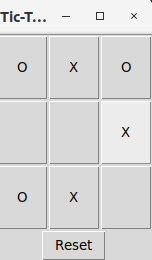 Tic-T...
O X O
X
O X
Reset